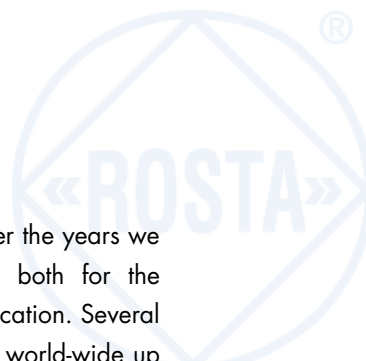 ®
«ROSTA»
er the years we
both for the
cation. Several
world-wide up